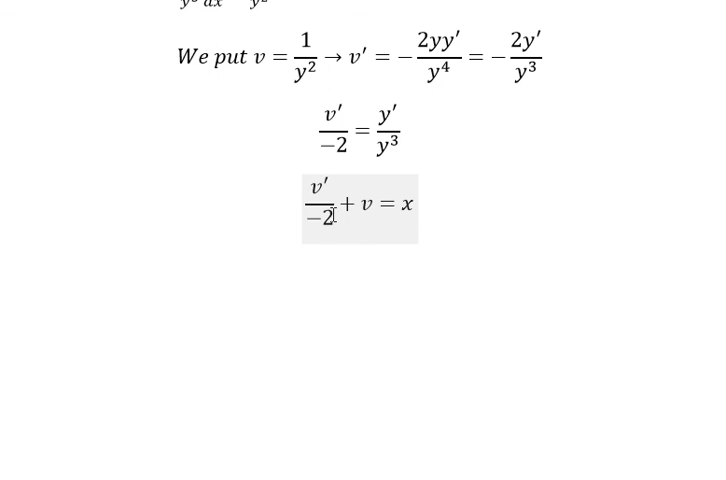 We put v = 1/y² → v′ = − 2yy′/y⁴ = − 2y′/y³
v′/−2 = y′/y³
v′/−2 + v = x